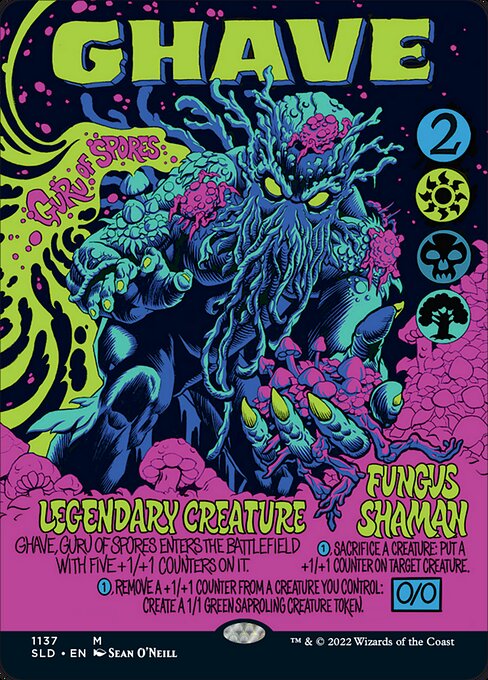 GHAVE
GURU OF SPORES
2
LEGENDARY CREATURE
FUNGUS
SHAMAN
GHAVE, GURU OF SPORES ENTERS THE BATTLEFIELD
WITH FIVE +1/+1 COUNTERS ON IT.
1, REMOVE A +1/+1 COUNTER FROM A CREATURE YOU CONTROL:
CREATE A 1/1 GREEN SAPROLING CREATURE TOKEN.
1, SACRIFICE A CREATURE: PUT A
+1/+1 COUNTER ON TARGET CREATURE.
0/0
1137 M
SLD • EN SEAN O'NEILL
™ & © 2022 Wizards of the Coast